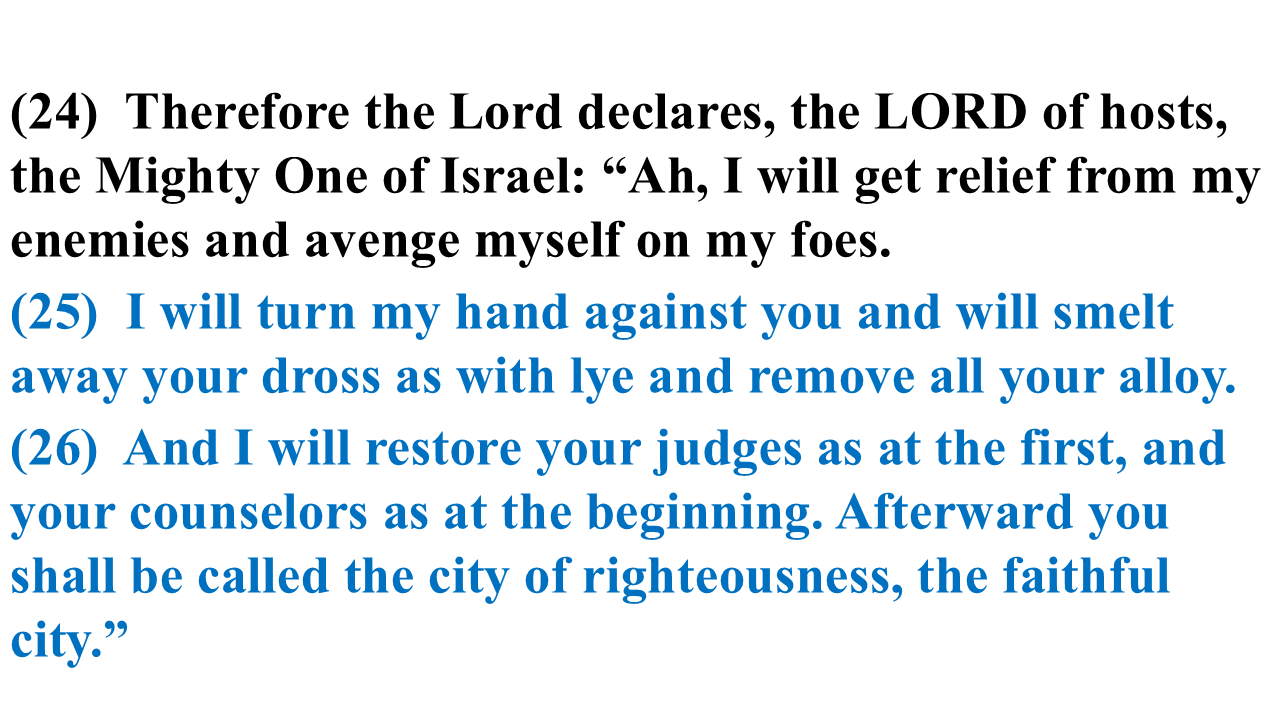 (24)  Therefore the Lord declares, the LORD of hosts,
the Mighty One of Israel: “Ah, I will get relief from my
enemies and avenge myself on my foes.
(25)  I will turn my hand against you and will smelt
away your dross as with lye and remove all your alloy.
(26)  And I will restore your judges as at the first, and
your counselors as at the beginning. Afterward you
shall be called the city of righteousness, the faithful
city.”